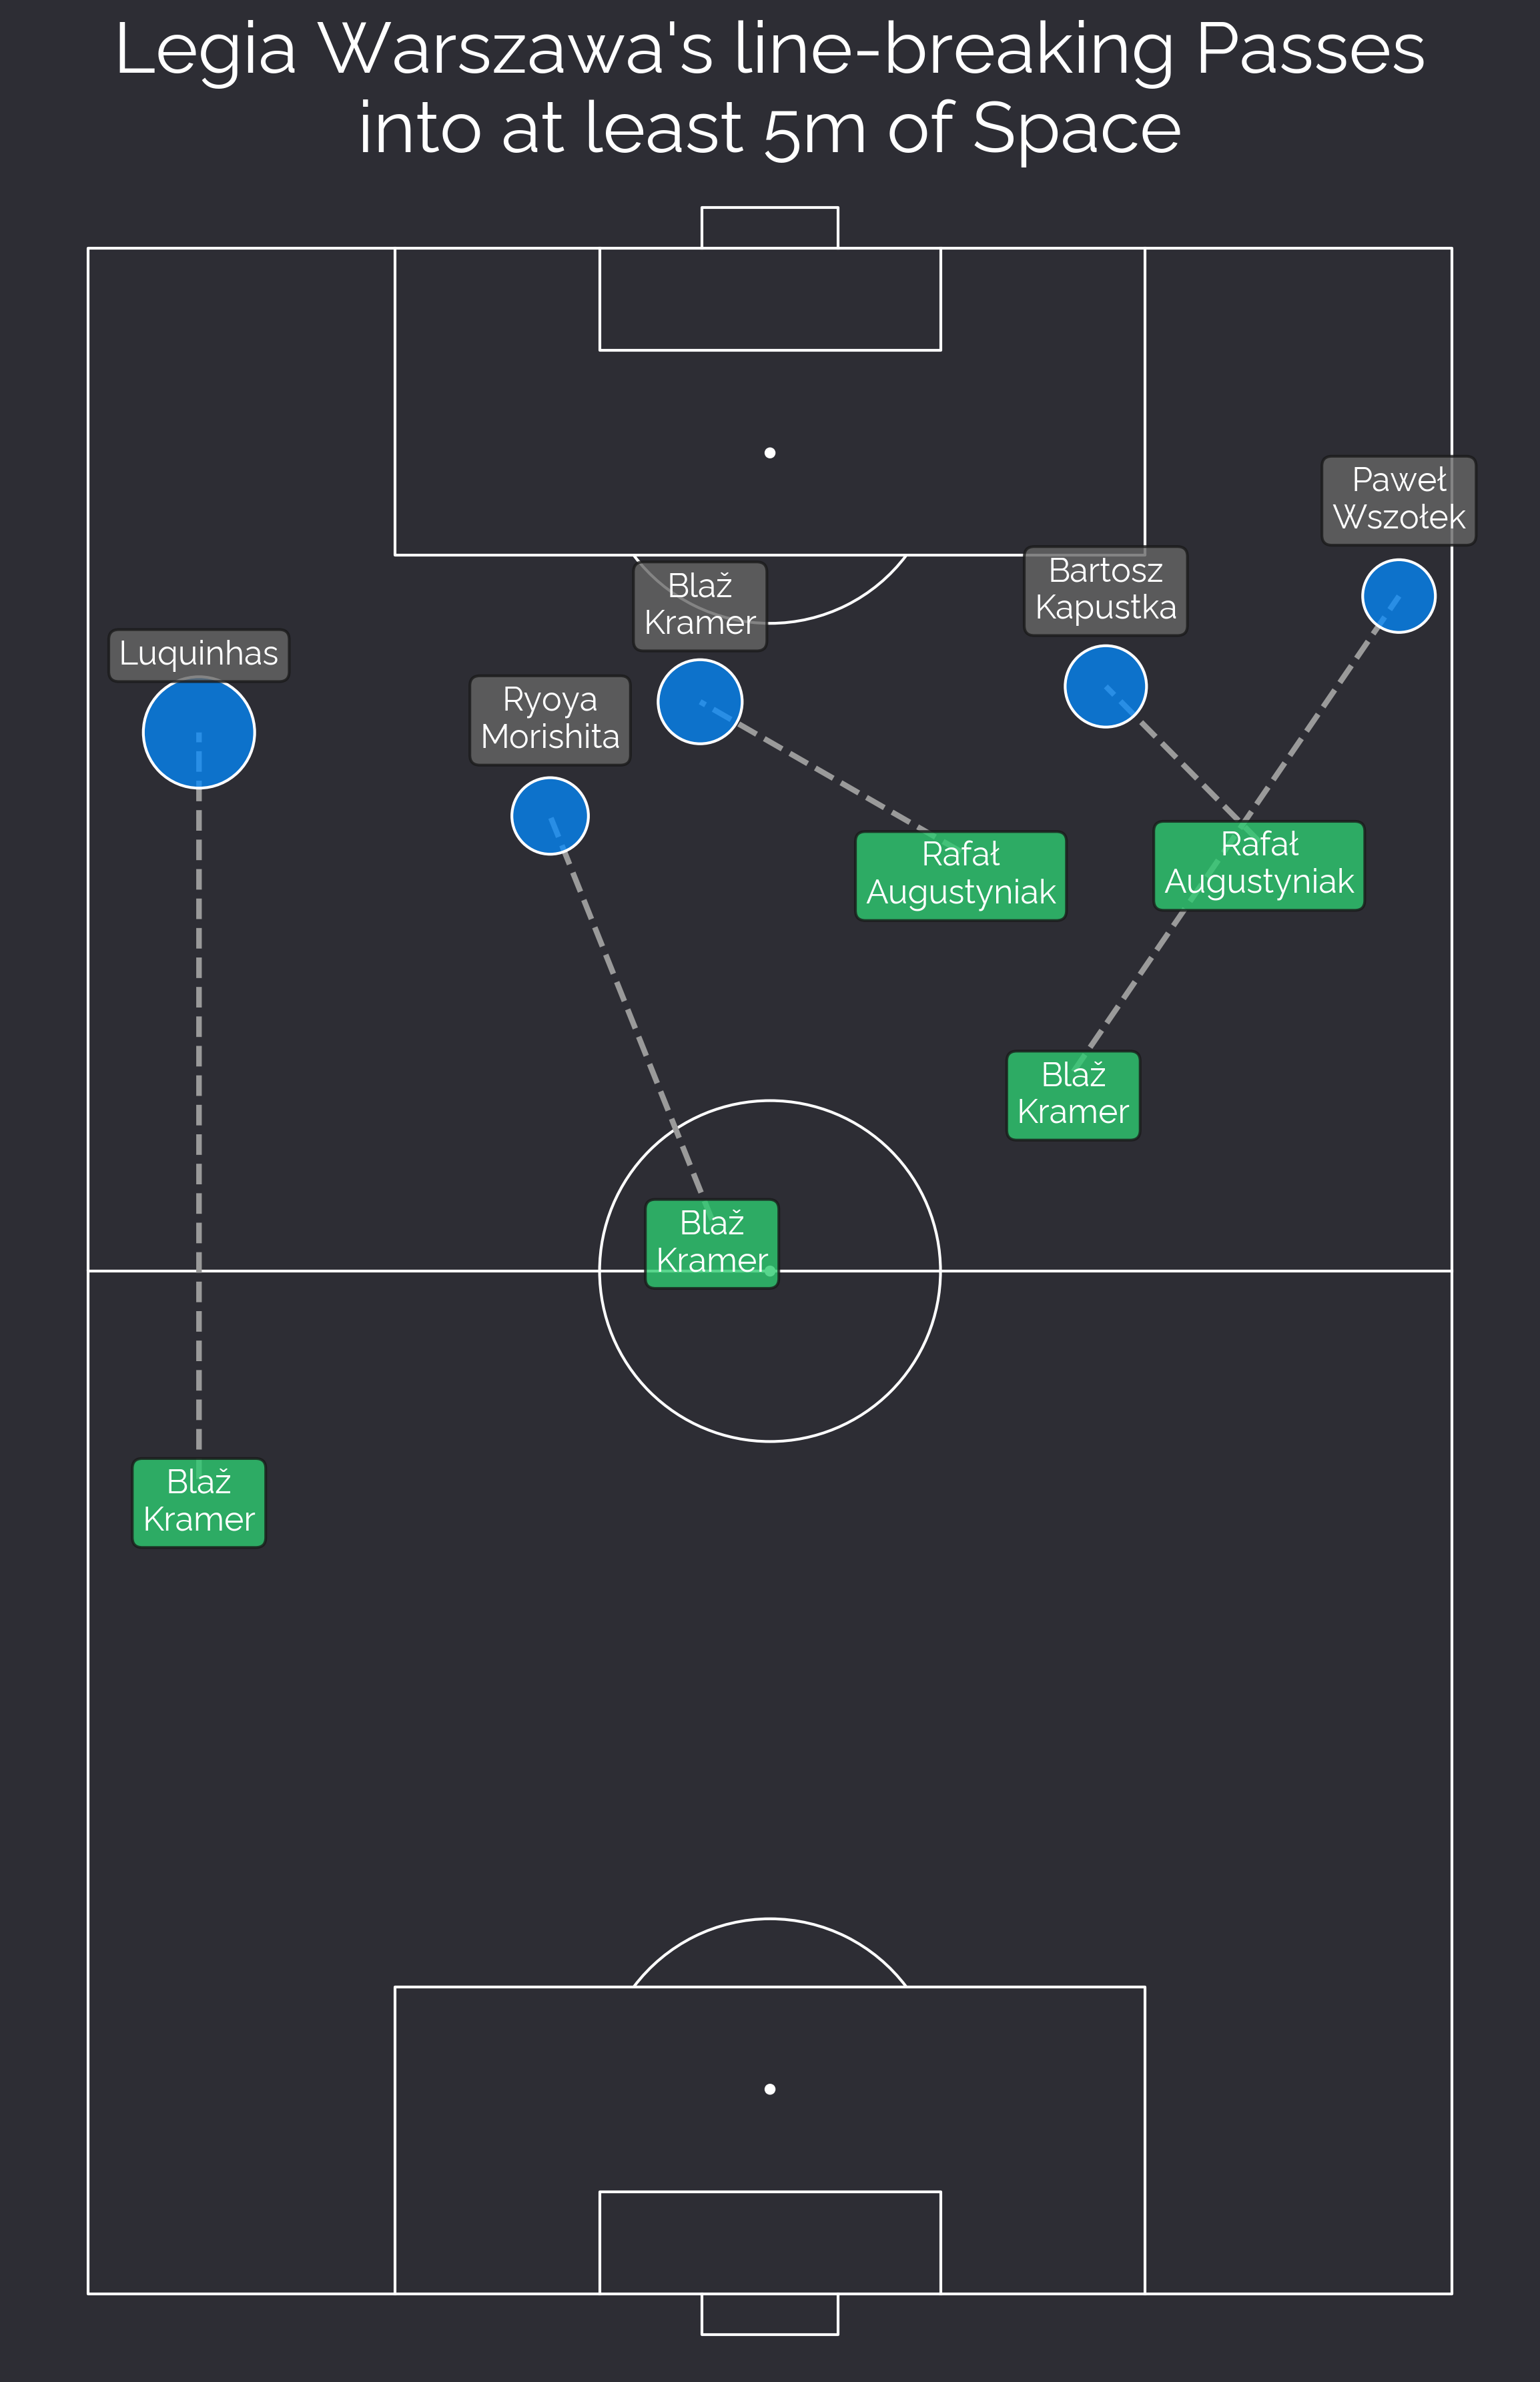 Legia Warszawa's line-breaking Passes
into at least 5m of Space
Paweł
Wszołek
Bartosz
Kapustka
Blaž
Kramer
Luquinhas
Ryoya
Morishita
Rafał
Augustyniak
Rafał
Augustyniak
Blaž
Kramer
Blaž
Kramer
Blaž
Kramer